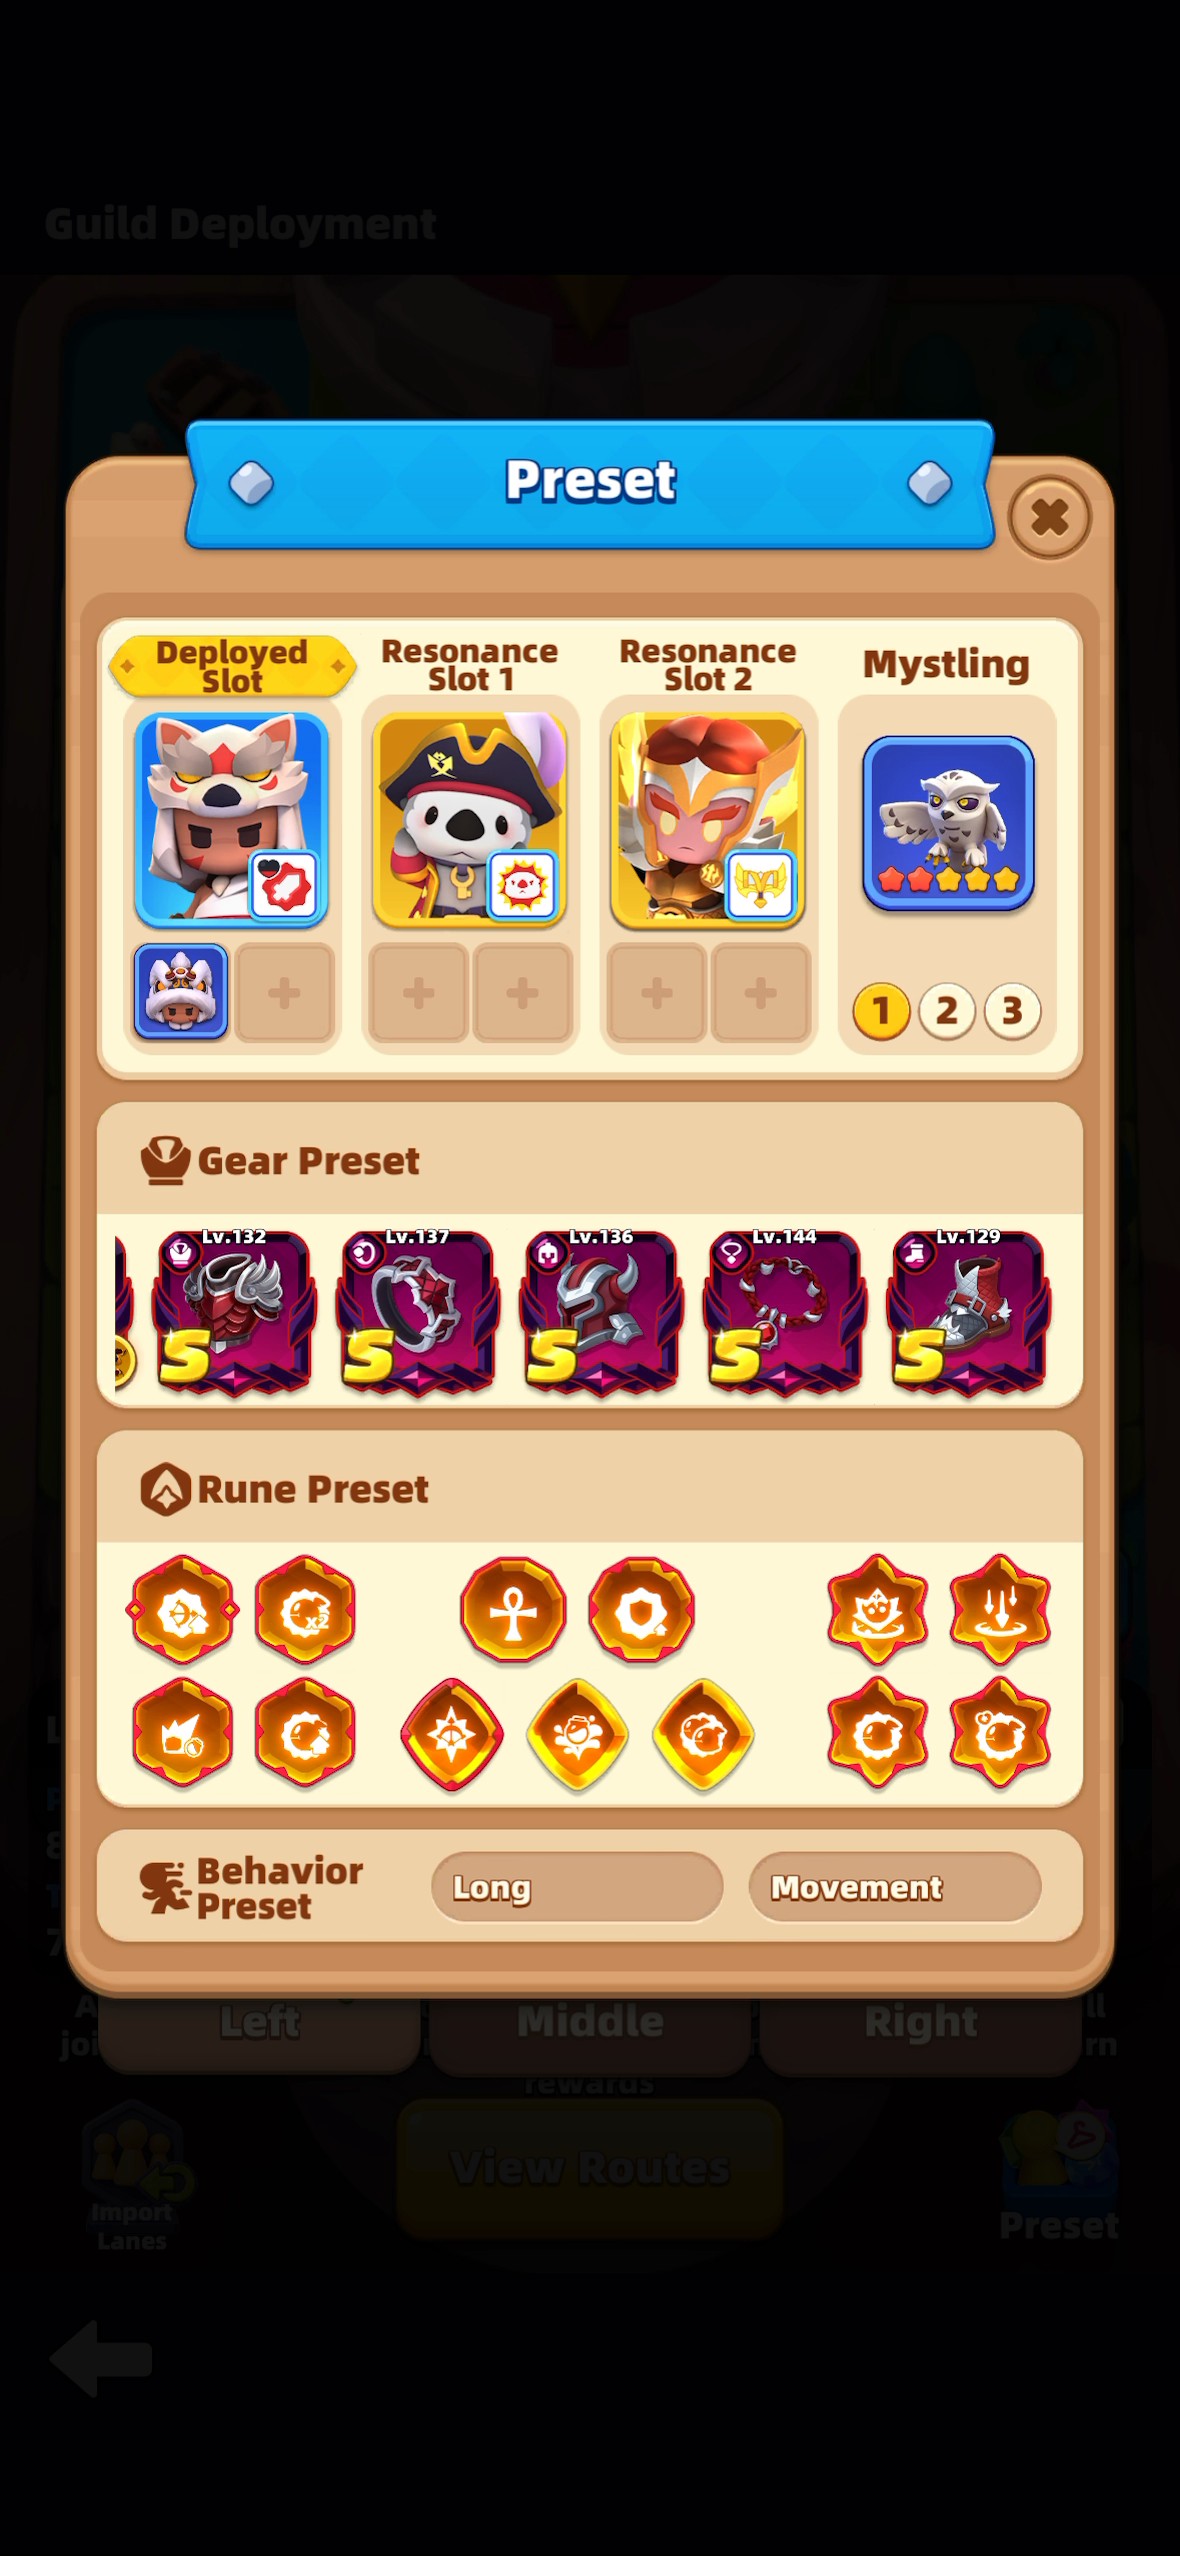 Guild Deployment
Preset
Deployed
Slot
Resonance
Slot 1
Resonance
Slot 2
Mystling
1 2 3
Gear Preset
Lv.132 Lv.137 Lv.136 Lv.144 Lv.129
S S S S S
Rune Preset
x2
Behavior
Preset
Long Movement
Left Middle Right
rewards
View Routes
Import
Lanes
Preset